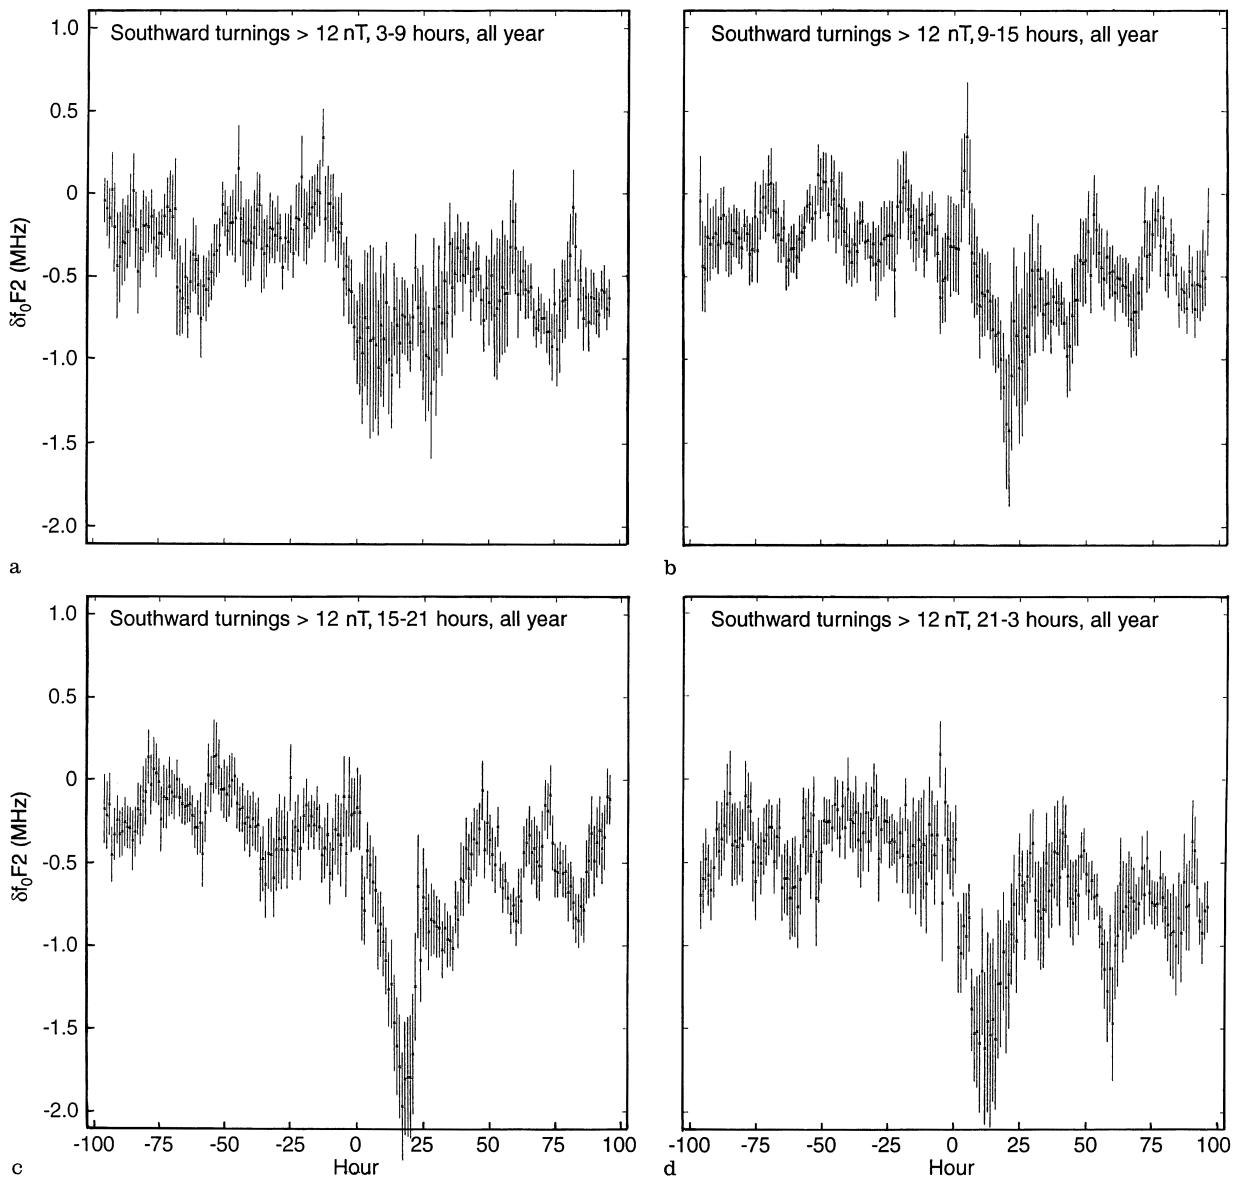 Southward turnings > 12 nT, 3-9 hours, all year
1.0
0.5
0
-0.5
-1.0
-1.5
-2.0
δf₀F2 (MHz)
a
Southward turnings > 12 nT, 9-15 hours, all year
b
Southward turnings > 12 nT, 15-21 hours, all year
1.0
0.5
0
-0.5
-1.0
-1.5
-2.0
δf₀F2 (MHz)
-100 -75 -50 -25 0 25 50 75 100
Hour
c
Southward turnings > 12 nT, 21-3 hours, all year
-100 -75 -50 -25 0 25 50 75 100
Hour
d